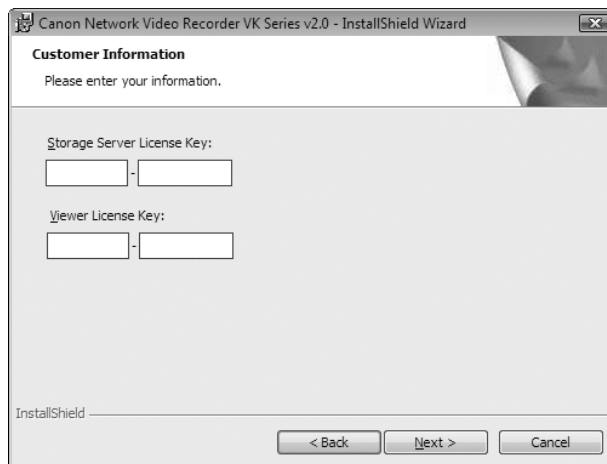 Canon Network Video Recorder VK Series v2.0 - InstallShield Wizard
Customer Information
Please enter your information.
Storage Server License Key:
-
Viewer License Key:
-
InstallShield
< Back Next > Cancel